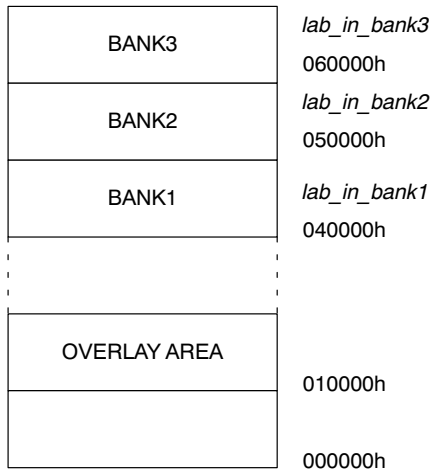 lab_in_bank3
BANK3
060000h
lab_in_bank2
BANK2
050000h
lab_in_bank1
BANK1
040000h
OVERLAY AREA
010000h
000000h